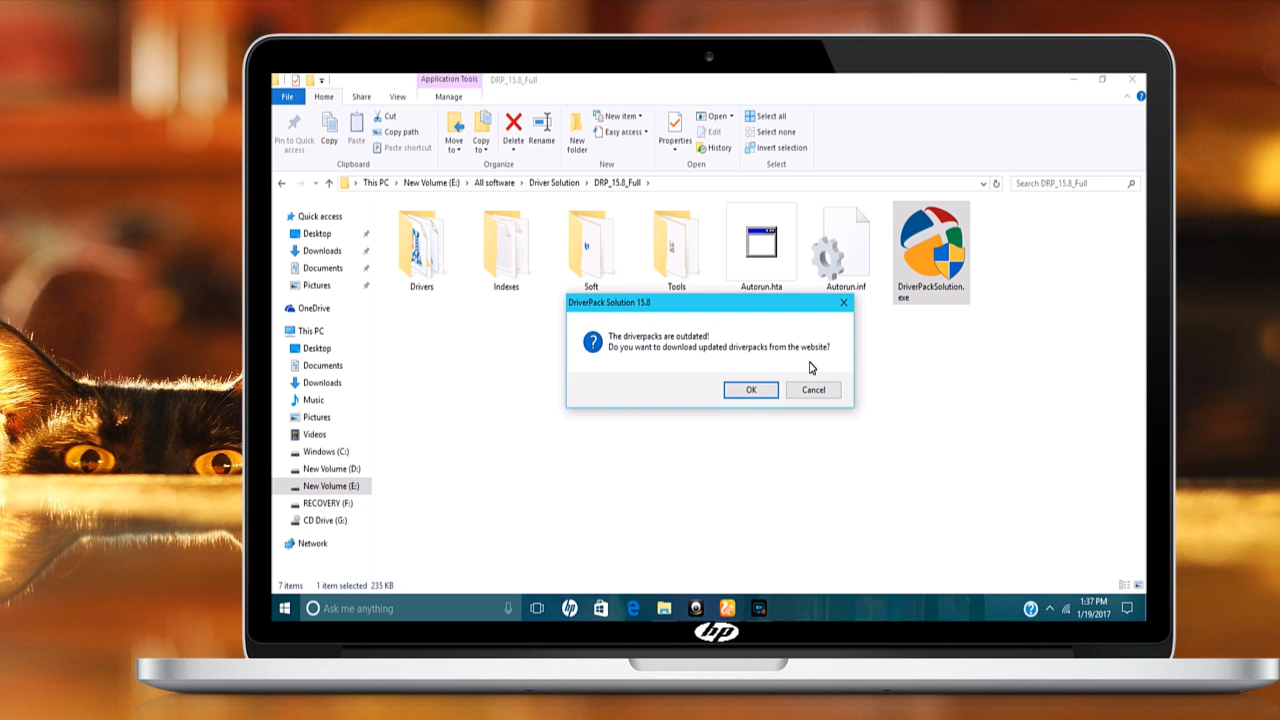 Application Tools
DRP_15.8_Full
File
Home
Share
View
Manage
Pin to Quick
access
Copy
Paste
Cut
Copy path
Paste shortcut
Clipboard
Move
to
Copy
to
Delete
Rename
Organize
New
folder
New item
Easy access
New
Properties
Open
Edit
History
Open
Select all
Select none
Invert selection
Select
This PC
New Volume (E:)
All software
Driver Solution
DRP_15.8_Full
Search DRP_15.8_Full
Quick access
Desktop
Downloads
Documents
Pictures
OneDrive
This PC
Desktop
Documents
Downloads
Music
Pictures
Videos
Windows (C:)
New Volume (D:)
New Volume (E:)
RECOVERY (F:)
CD Drive (G:)
Network
Drivers
Indexes
Soft
Tools
Autorun.hta
Autorun.inf
DriverPackSolution.
exe
DriverPack Solution 15.8
The driverpacks are outdated!
Do you want to download updated driverpacks from the website?
OK
Cancel
7 items
1 item selected 235 KB
Ask me anything
hp
1:37 PM
1/19/2017
hp